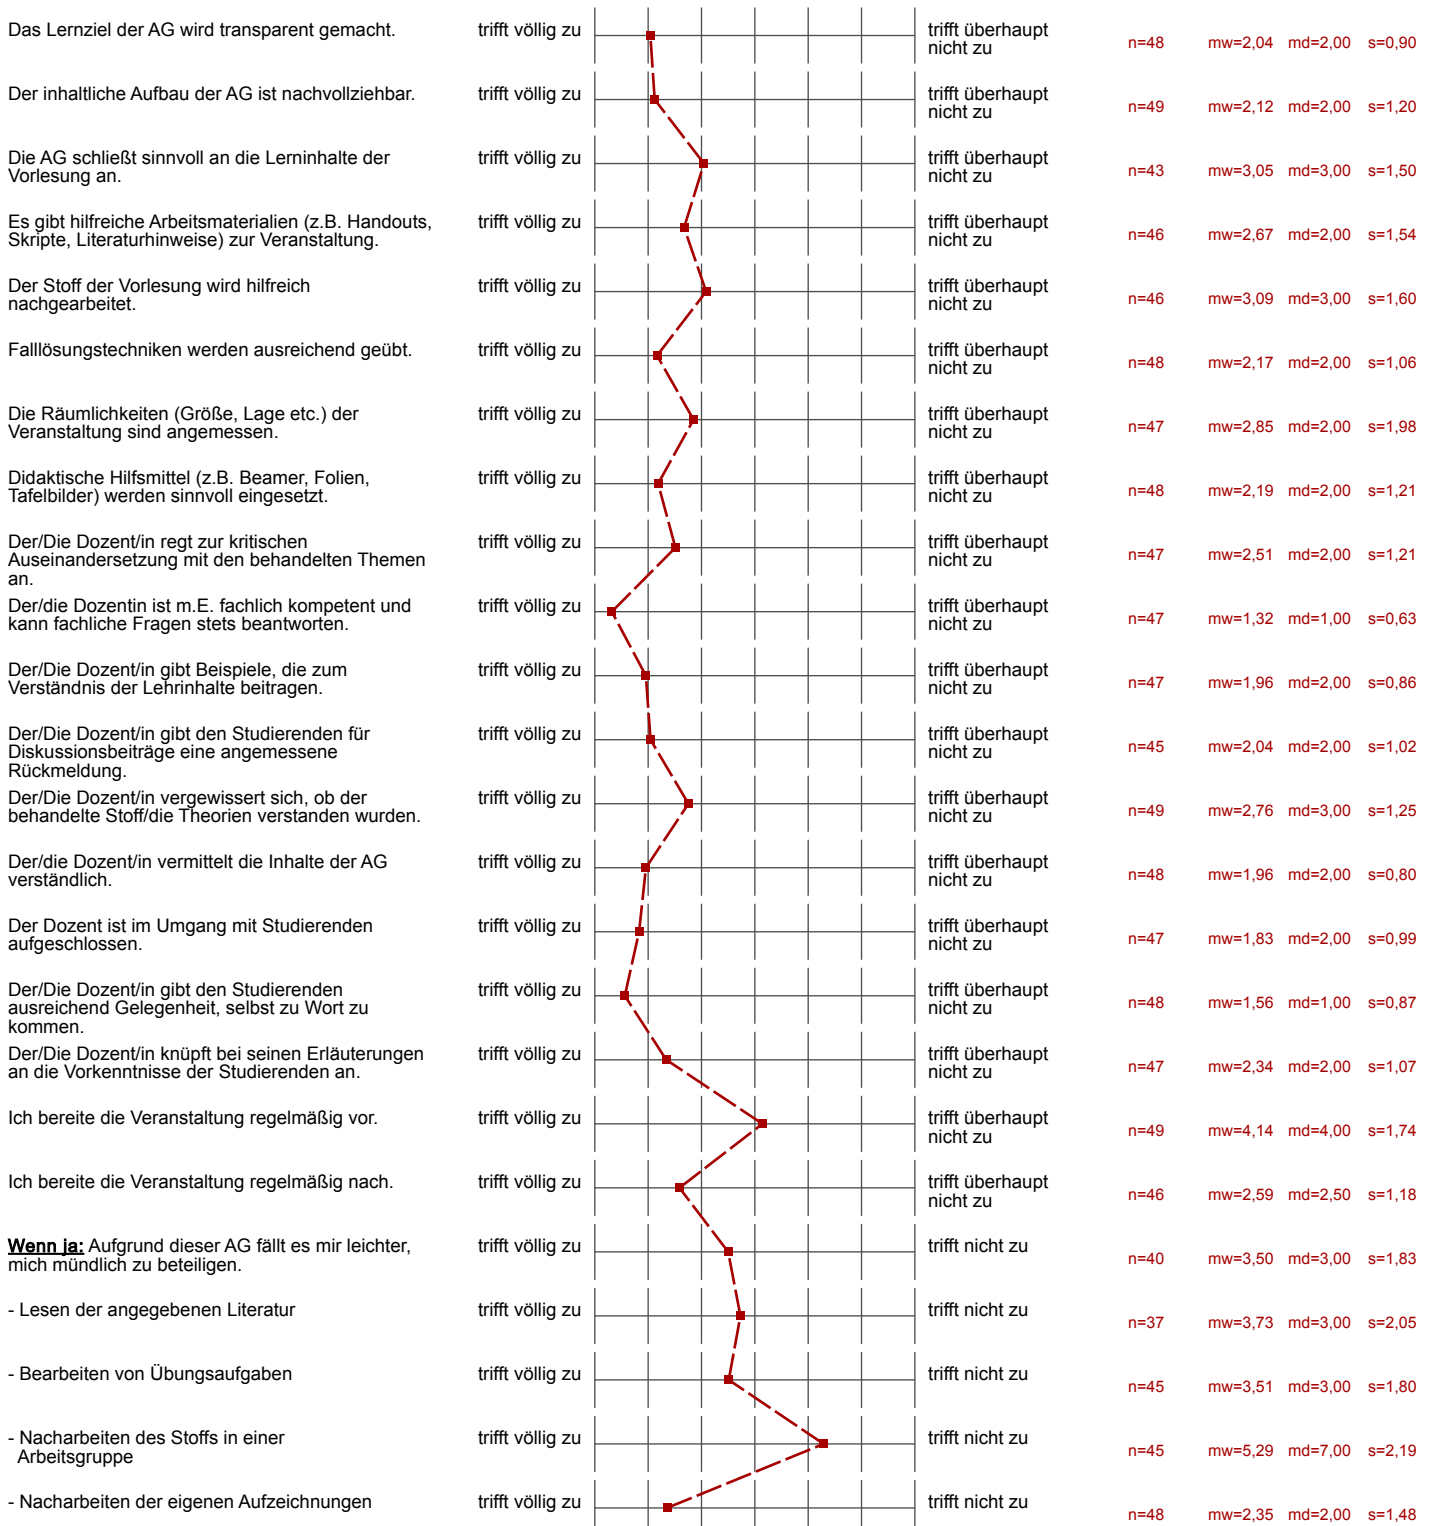 Das Lernziel der AG wird transparent gemacht. trifft völlig zu trifft überhaupt
nicht zu n=48 mw=2,04 md=2,00 s=0,90
Der inhaltliche Aufbau der AG ist nachvollziehbar. trifft völlig zu trifft überhaupt
nicht zu n=49 mw=2,12 md=2,00 s=1,20
Die AG schließt sinnvoll an die Lerninhalte der trifft völlig zu trifft überhaupt
Vorlesung an. nicht zu n=43 mw=3,05 md=3,00 s=1,50
Es gibt hilfreiche Arbeitsmaterialien (z.B. Handouts, trifft völlig zu trifft überhaupt
Skripte, Literaturhinweise) zur Veranstaltung. nicht zu n=46 mw=2,67 md=2,00 s=1,54
Der Stoff der Vorlesung wird hilfreich trifft völlig zu trifft überhaupt
nachgearbeitet. nicht zu n=46 mw=3,09 md=3,00 s=1,60
Falllösungstechniken werden ausreichend geübt. trifft völlig zu trifft überhaupt
nicht zu n=48 mw=2,17 md=2,00 s=1,06
Die Räumlichkeiten (Größe, Lage etc.) der trifft völlig zu trifft überhaupt
Veranstaltung sind angemessen. nicht zu n=47 mw=2,85 md=2,00 s=1,98
Didaktische Hilfsmittel (z.B. Beamer, Folien, trifft völlig zu trifft überhaupt
Tafelbilder) werden sinnvoll eingesetzt. nicht zu n=48 mw=2,19 md=2,00 s=1,21
Der/Die Dozent/in regt zur kritischen trifft völlig zu trifft überhaupt
Auseinandersetzung mit den behandelten Themen nicht zu n=47 mw=2,51 md=2,00 s=1,21
an.
Der/die Dozentin ist m.E. fachlich kompetent und trifft völlig zu trifft überhaupt
kann fachliche Fragen stets beantworten. nicht zu n=47 mw=1,32 md=1,00 s=0,63
Der/Die Dozent/in gibt Beispiele, die zum trifft völlig zu trifft überhaupt
Verständnis der Lehrinhalte beitragen. nicht zu n=47 mw=1,96 md=2,00 s=0,86
Der/Die Dozent/in gibt den Studierenden für trifft völlig zu trifft überhaupt
Diskussionsbeiträge eine angemessene nicht zu n=45 mw=2,04 md=2,00 s=1,02
Rückmeldung.
Der/Die Dozent/in vergewissert sich, ob der trifft völlig zu trifft überhaupt
behandelte Stoff/die Theorien verstanden wurden. nicht zu n=49 mw=2,76 md=3,00 s=1,25
Der/die Dozent/in vermittelt die Inhalte der AG trifft völlig zu trifft überhaupt
verständlich. nicht zu n=48 mw=1,96 md=2,00 s=0,80
Der Dozent ist im Umgang mit Studierenden trifft völlig zu trifft überhaupt
aufgeschlossen. nicht zu n=47 mw=1,83 md=2,00 s=0,99
Der/Die Dozent/in gibt den Studierenden trifft völlig zu trifft überhaupt
ausreichend Gelegenheit, selbst zu Wort zu nicht zu n=48 mw=1,56 md=1,00 s=0,87
kommen.
Der/Die Dozent/in knüpft bei seinen Erläuterungen trifft völlig zu trifft überhaupt
an die Vorkenntnisse der Studierenden an. nicht zu n=47 mw=2,34 md=2,00 s=1,07
Ich bereite die Veranstaltung regelmäßig vor. trifft völlig zu trifft überhaupt
nicht zu n=49 mw=4,14 md=4,00 s=1,74
Ich bereite die Veranstaltung regelmäßig nach. trifft völlig zu trifft überhaupt
nicht zu n=46 mw=2,59 md=2,50 s=1,18
Wenn ja: Aufgrund dieser AG fällt es mir leichter, trifft völlig zu trifft nicht zu
mich mündlich zu beteiligen. n=40 mw=3,50 md=3,00 s=1,83
- Lesen der angegebenen Literatur trifft völlig zu trifft nicht zu
n=37 mw=3,73 md=3,00 s=2,05
- Bearbeiten von Übungsaufgaben trifft völlig zu trifft nicht zu
n=45 mw=3,51 md=3,00 s=1,80
- Nacharbeiten des Stoffs in einer trifft völlig zu trifft nicht zu
Arbeitsgruppe n=45 mw=5,29 md=7,00 s=2,19
- Nacharbeiten der eigenen Aufzeichnungen trifft völlig zu trifft nicht zu
n=48 mw=2,35 md=2,00 s=1,48